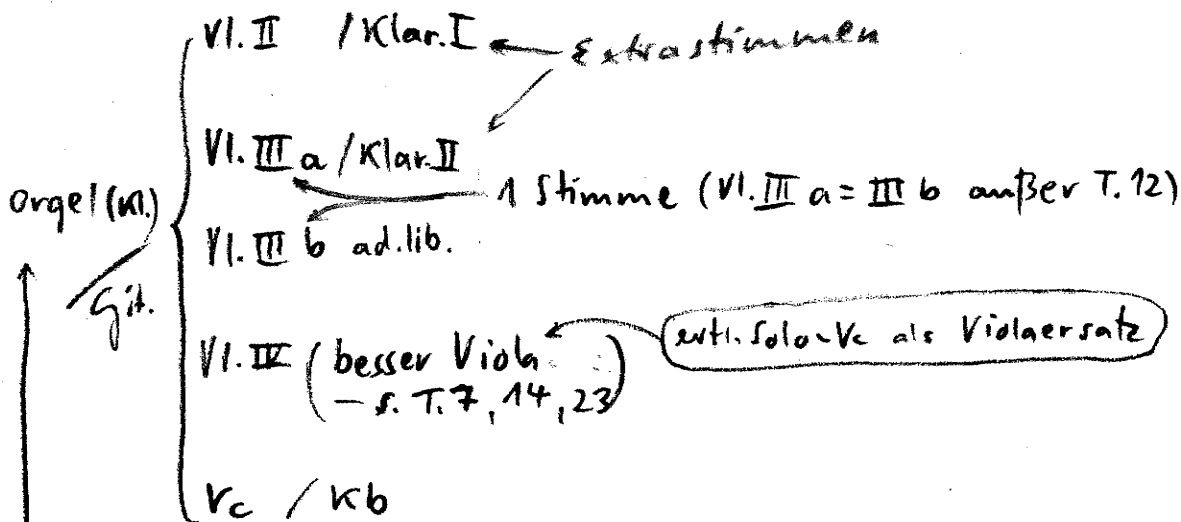 Vl. II / Klar. I ← Extrastimmen
Vl. III a / Klar. II
1 Stimme (Vl. III a = III b außer T. 12)
Orgel (Kl.) / Git.
Vl. III b ad. lib.
Vl. IV (besser Viola
– s. T. 7, 14, 23)
evtl. Solo-Vc als Violaersatz
Vc / Kb